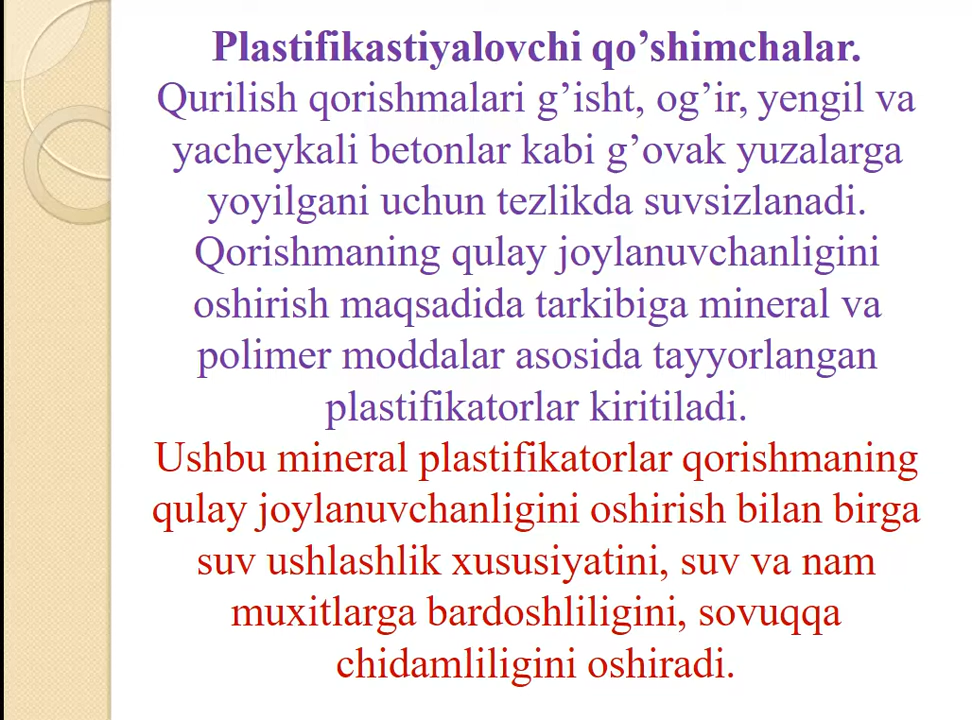 Plastifikastiyalovchi qo’shimchalar.
Qurilish qorishmalari g’isht, og’ir, yengil va
yacheykali betonlar kabi g’ovak yuzalarga
yoyilgani uchun tezlikda suvsizlanadi.
Qorishmaning qulay joylanuvchanligini
oshirish maqsadida tarkibiga mineral va
polimer moddalar asosida tayyorlangan
plastifikatorlar kiritiladi.
Ushbu mineral plastifikatorlar qorishmaning
qulay joylanuvchanligini oshirish bilan birga
suv ushlashlik xususiyatini, suv va nam
muxitlarga bardoshliligini, sovuqqa
chidamliligini oshiradi.